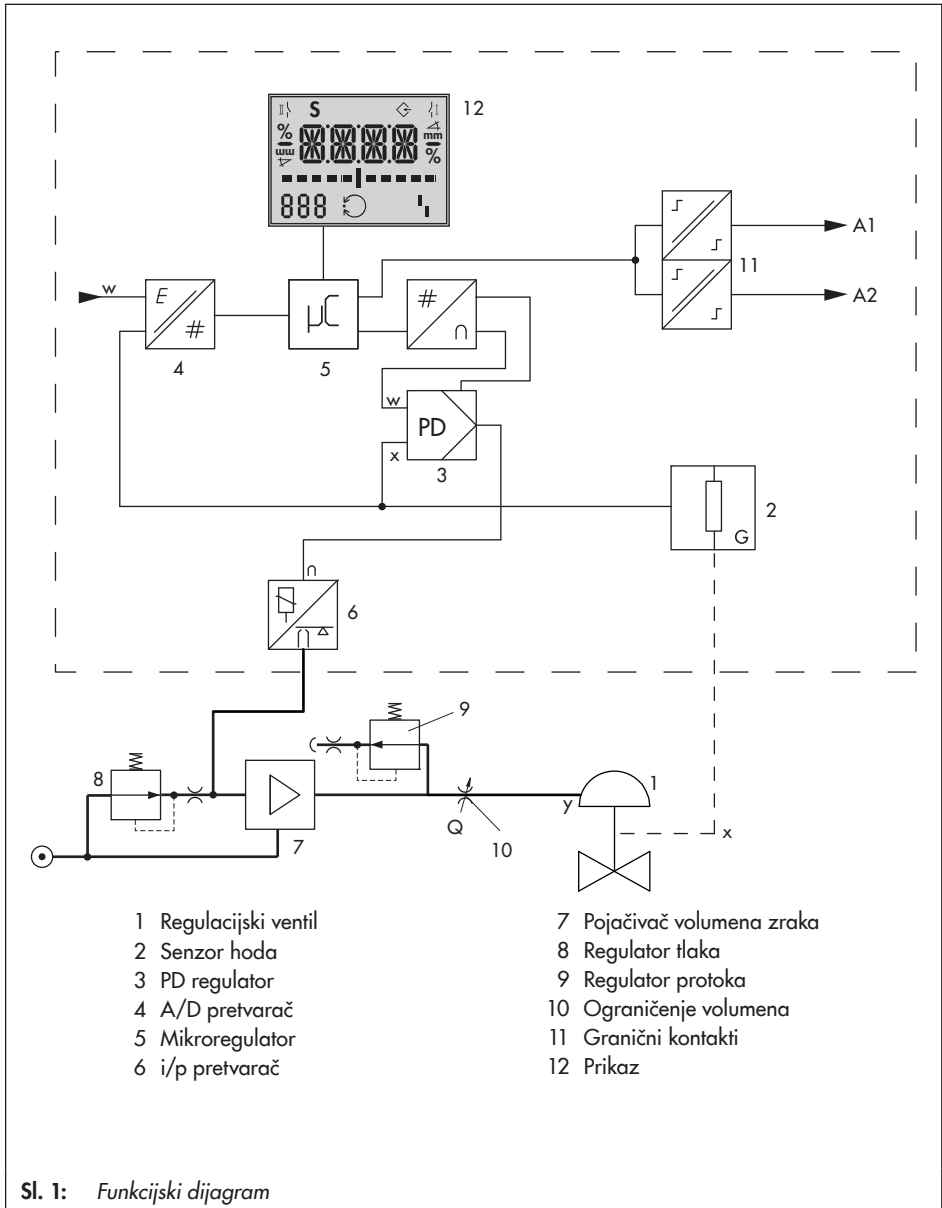 S
12
%
mm
mm
%
888
A1
11
A2
w
E
#
4
µC
5
#
w
PD
x
3
2
G
6
9
8
7
Q
10
y
1
x
1 Regulacijski ventil
2 Senzor hoda
3 PD regulator
4 A/D pretvarač
5 Mikroregulator
6 i/p pretvarač
7 Pojačivač volumena zraka
8 Regulator tlaka
9 Regulator protoka
10 Ograničenje volumena
11 Granični kontakti
12 Prikaz
Sl. 1: Funkcijski dijagram